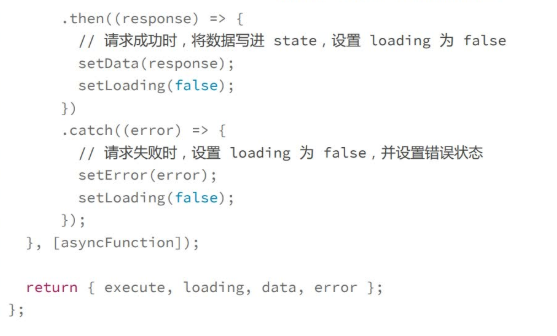 .then((response) => {
// 请求成功时，将数据写进 state，设置 loading 为 false
setData(response);
setLoading(false);
})
.catch((error) => {
// 请求失败时，设置 loading 为 false，并设置错误状态
setError(error);
setLoading(false);
});
}, [asyncFunction]);
return { execute, loading, data, error };
};